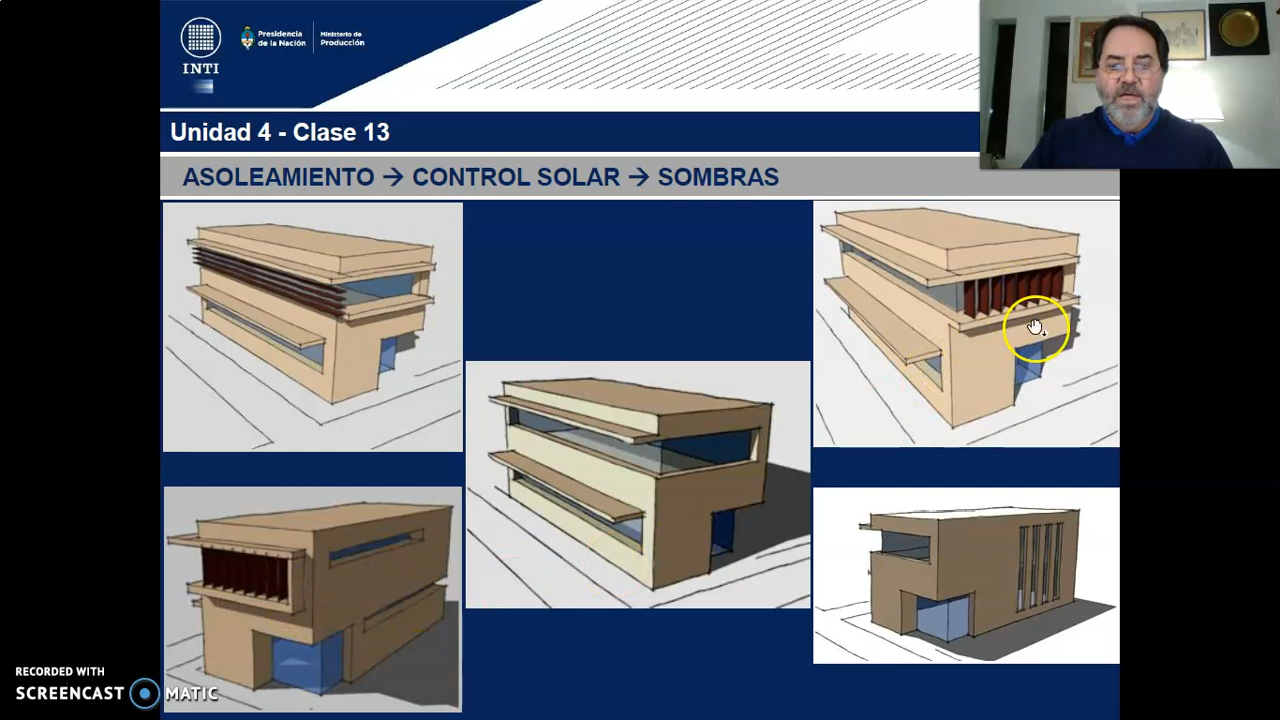 INTI
Presidencia
de la Nación
Ministerio de
Producción
Unidad 4 - Clase 13
ASOLEAMIENTO → CONTROL SOLAR → SOMBRAS
RECORDED WITH
SCREENCAST MATIC